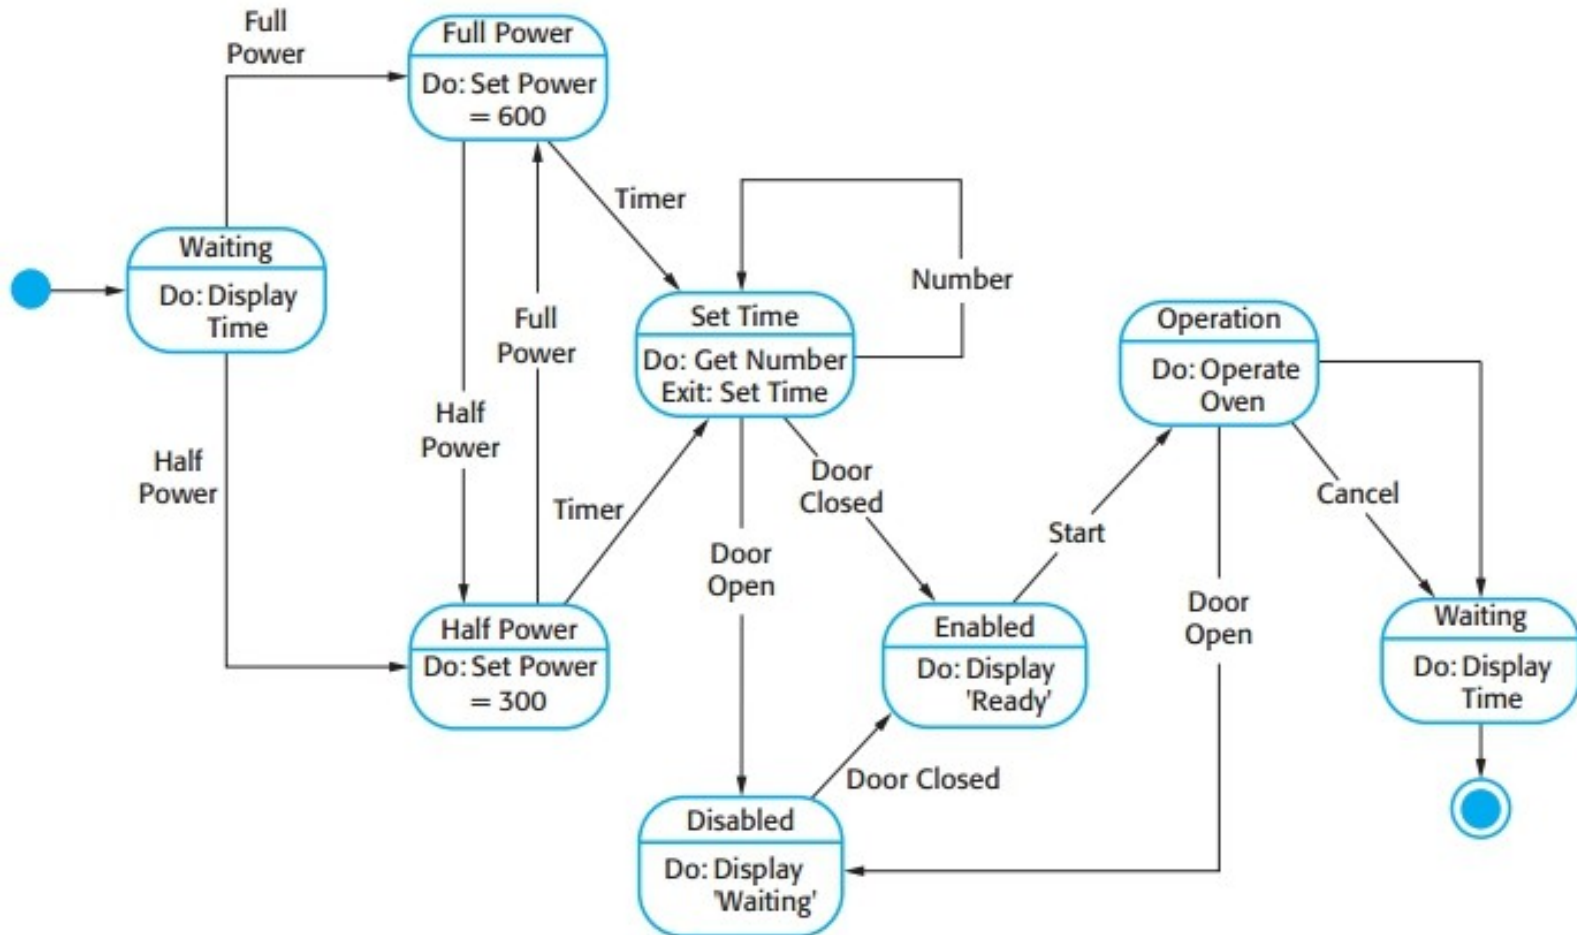 Full
Power
Full Power
Do: Set Power
= 600
Timer
Waiting
Do: Display
Time
Number
Set Time
Do: Get Number
Exit: Set Time
Full
Power
Operation
Do: Operate
Oven
Half
Power
Half
Power
Timer
Door
Closed
Door
Open
Start
Cancel
Door
Open
Half Power
Do: Set Power
= 300
Enabled
Do: Display
'Ready'
Waiting
Do: Display
Time
Door Closed
Disabled
Do: Display
'Waiting'